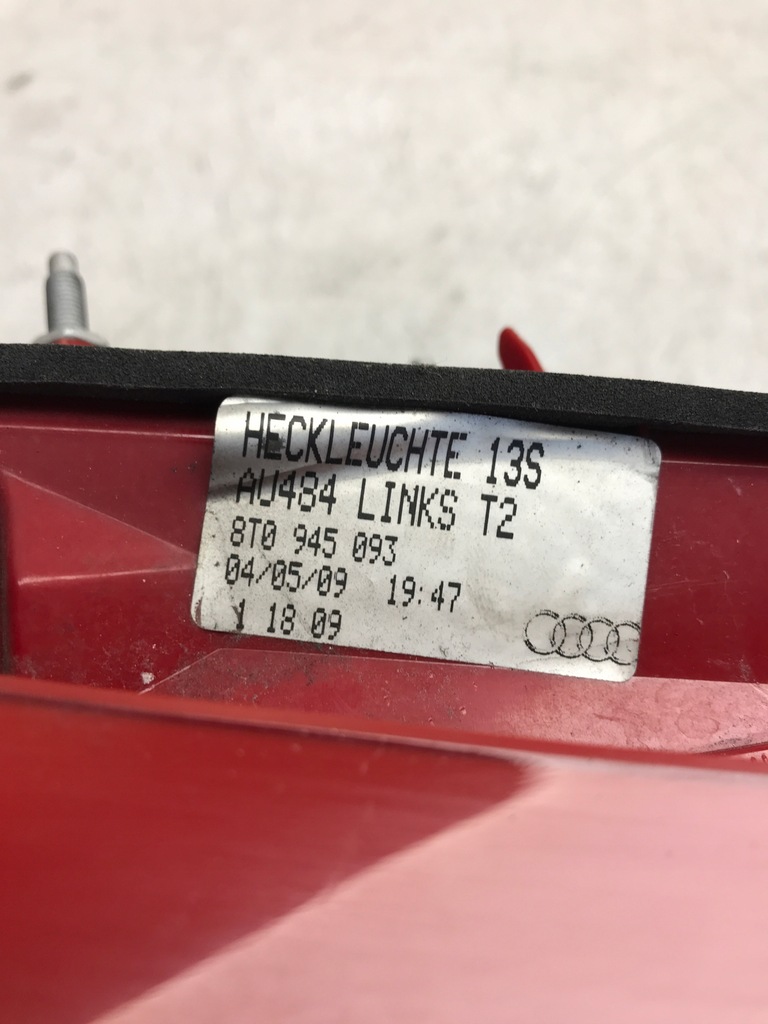 HECKLEUCHTE 13S
AU484 LINKS T2
8T0 945 093
04/05/09 19:47
1 18 09